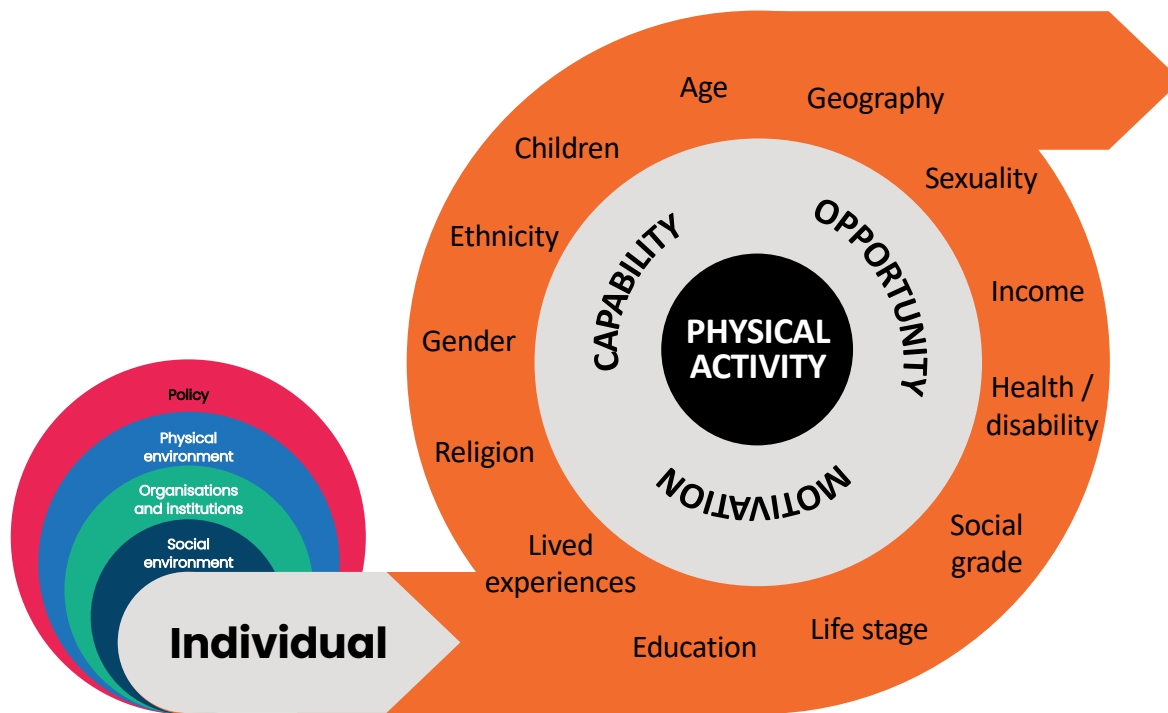 Age
Geography
Children
Sexuality
Ethnicity
CAPABILITY
OPPORTUNITY
Income
Gender
PHYSICAL
ACTIVITY
Health /
disability
Policy
Physical
environment
Religion
MOTIVATION
Organisations
and institutions
Social
environment
Lived
experiences
Social
grade
Individual
Education
Life stage